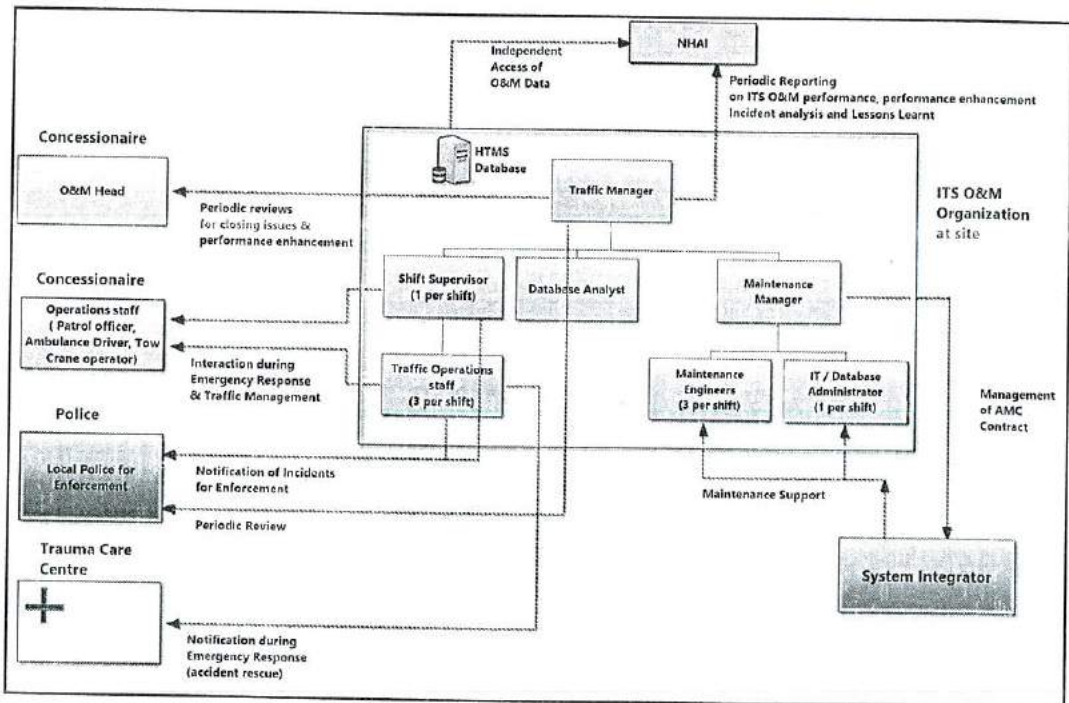 NHAI
Independent
Access of
O&M Data
Periodic Reporting
on ITS O&M performance, performance enhancement
Incident analysis and Lessons Learnt
Concessionaire
O&M Head
HTMS
Database
Traffic Manager
ITS O&M
Organization
at site
Periodic reviews
for closing issues &
performance enhancement
Concessionaire
Operations staff
( Patrol officer,
Ambulance Driver, Tow
Crane operator)
Shift Supervisor
(1 per shift)
Database Analyst
Maintenance
Manager
Interaction during
Emergency Response
& Traffic Management
Traffic Operations
staff
(3 per shift)
Maintenance
Engineers
(3 per shift)
IT / Database
Administrator
(1 per shift)
Management
of AMC
Contract
Police
Local Police for
Enforcement
Notification of Incidents
for Enforcement
Maintenance Support
Periodic Review
Trauma Care
Centre
System Integrator
Notification during
Emergency Response
(accident rescue)